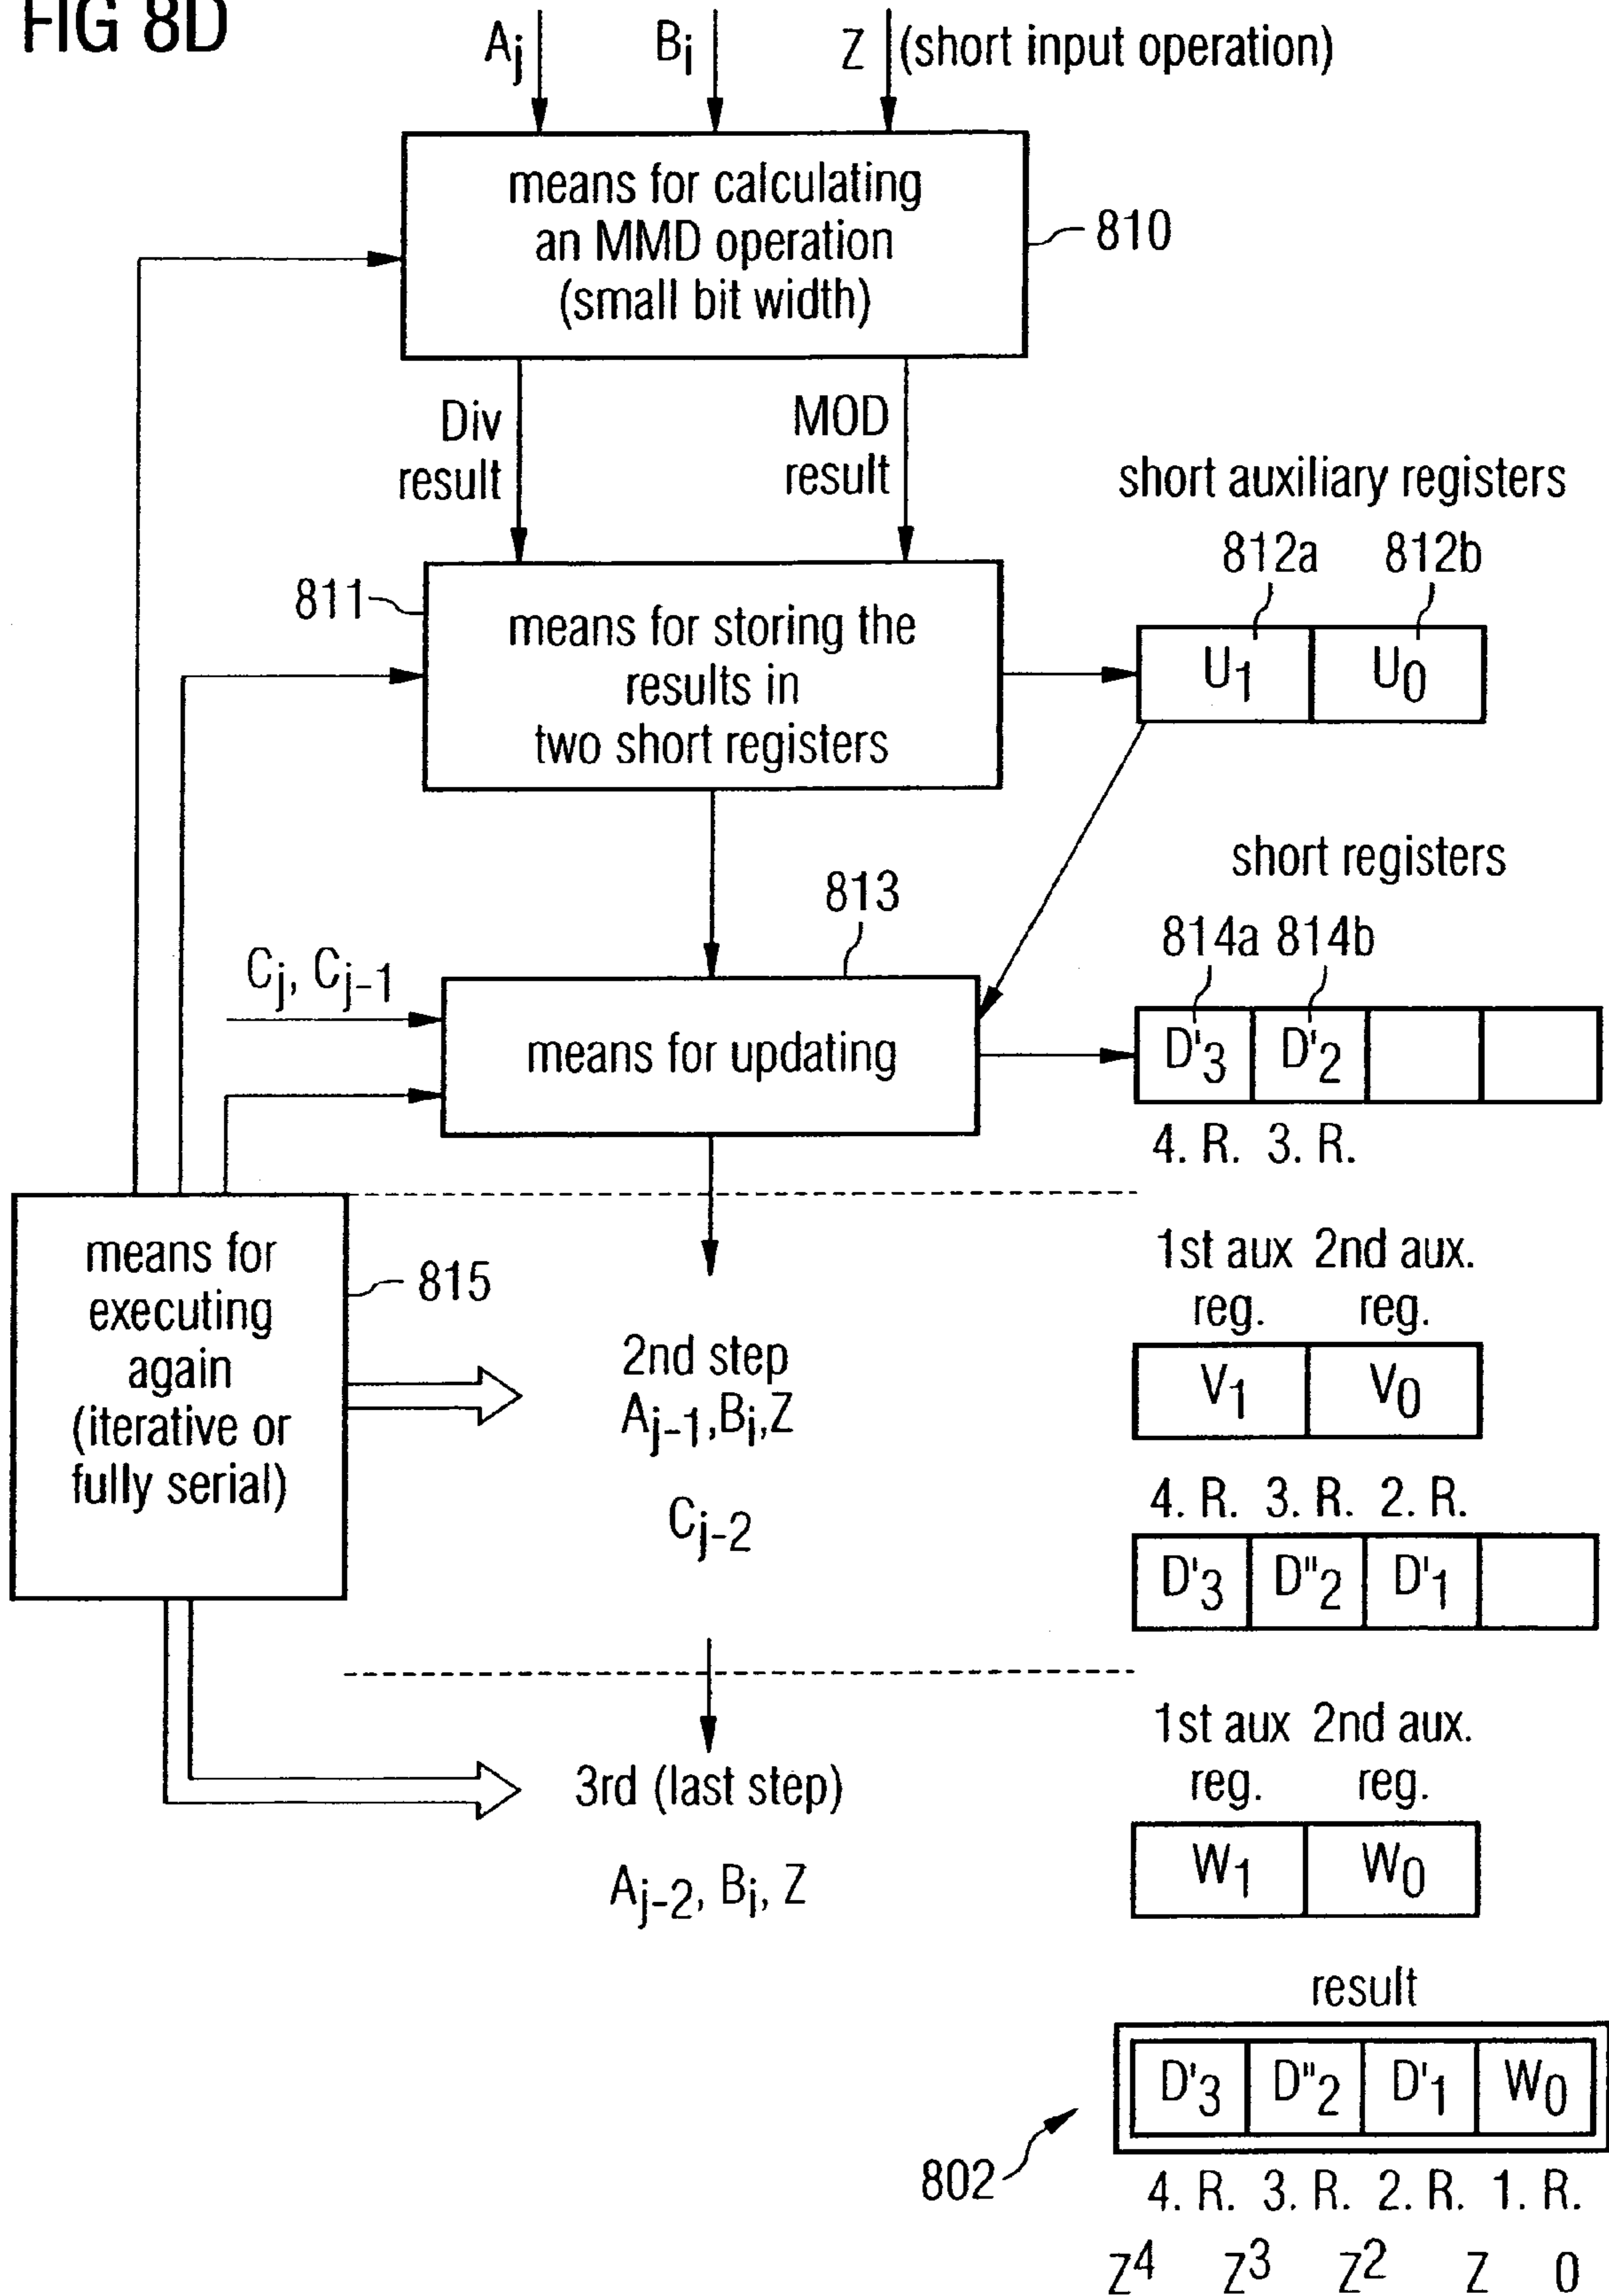 FIG 8D
Aj Bi Z (short input operation)
means for calculating
an MMD operation
(small bit width)
810
Div
result
MOD
result
short auxiliary registers
812a 812b
811
means for storing the
results in
two short registers
U1 U0
short registers
813
814a 814b
Cj, Cj-1
means for updating
D'3 D'2
4. R. 3. R.
means for
executing
again
(iterative or
fully serial)
815
1st aux 2nd aux.
reg. reg.
2nd step
Aj-1,Bi,Z
V1 V0
Cj-2
4. R. 3. R. 2. R.
D'3 D"2 D'1
1st aux 2nd aux.
reg. reg.
3rd (last step)
W1 W0
Aj-2, Bi, Z
result
D'3 D"2 D'1 W0
802
4. R. 3. R. 2. R. 1. R.
Z4 Z3 Z2 Z 0